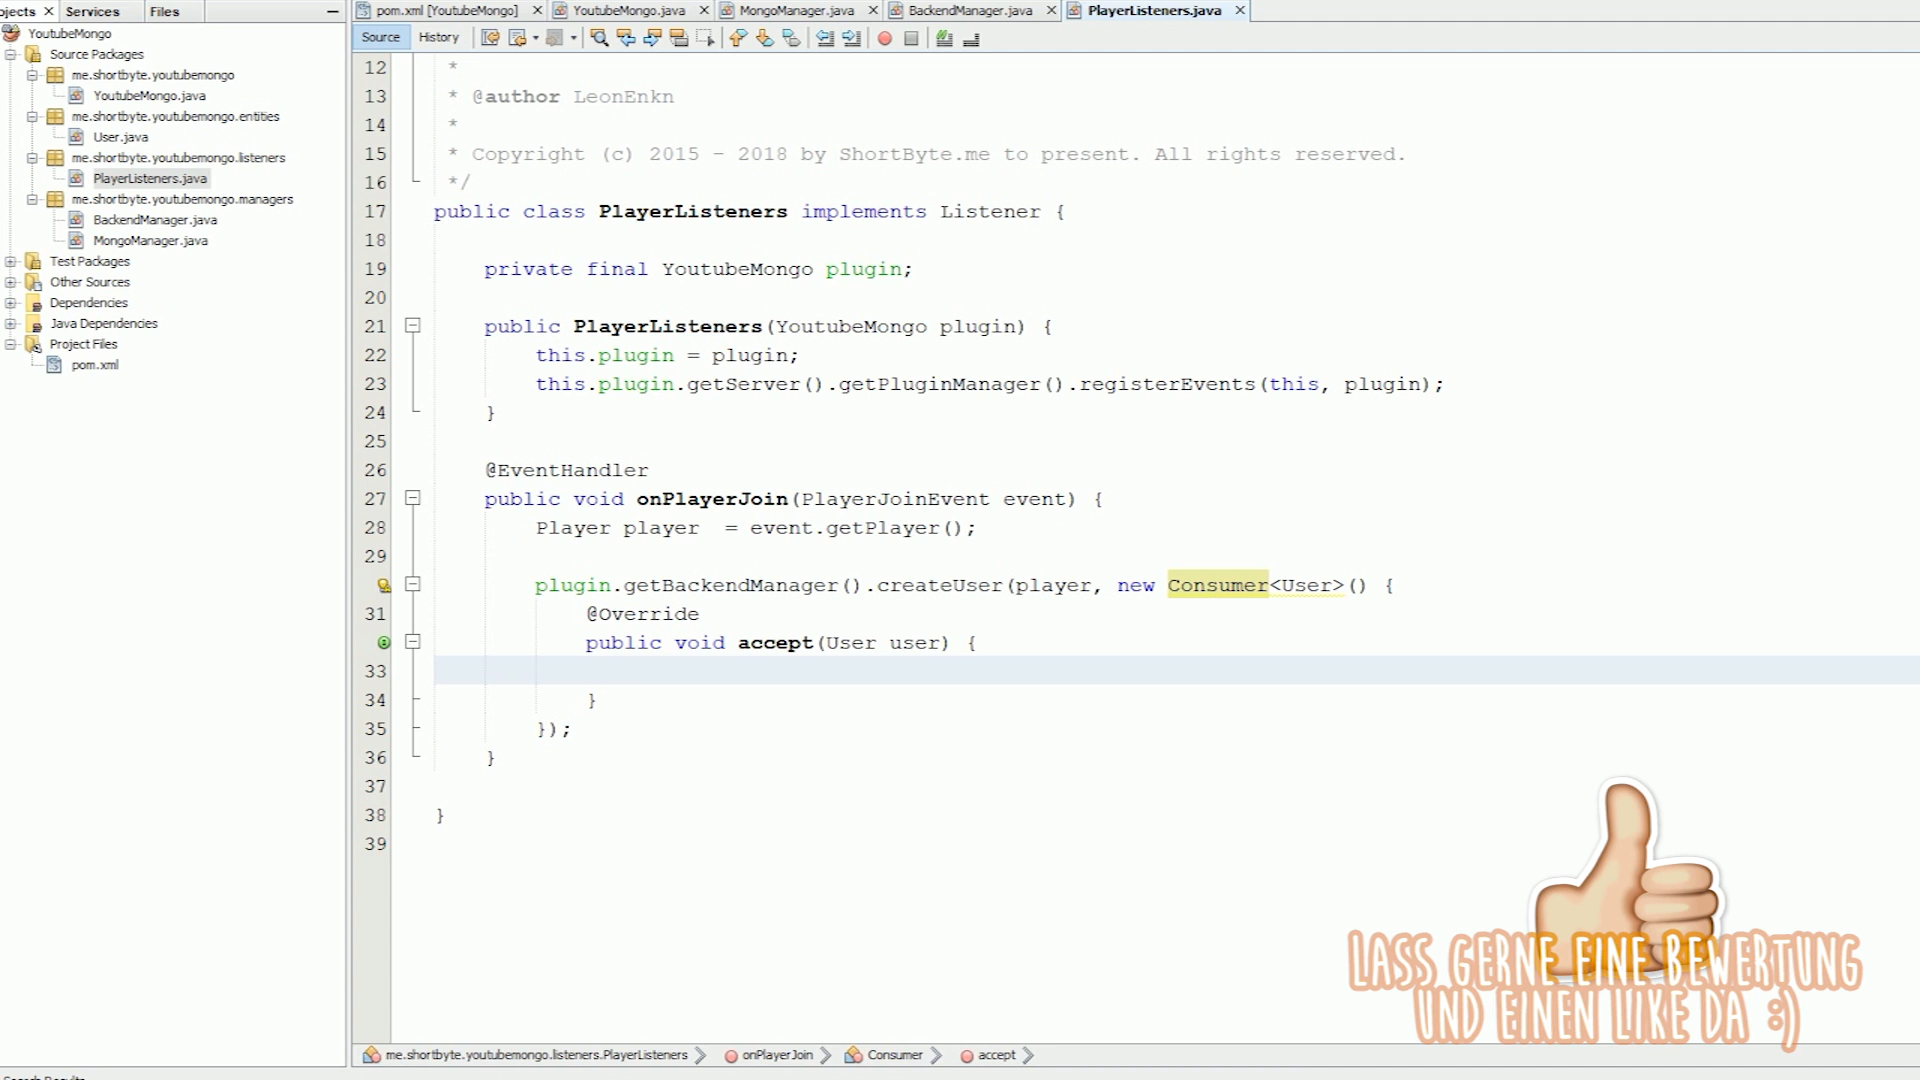 ojects
Services
Files
YoutubeMongo
Source Packages
me.shortbyte.youtubemongo
YoutubeMongo.java
me.shortbyte.youtubemongo.entities
User.java
me.shortbyte.youtubemongo.listeners
PlayerListeners.java
me.shortbyte.youtubemongo.managers
BackendManager.java
MongoManager.java
Test Packages
Other Sources
Dependencies
Java Dependencies
Project Files
pom.xml
pom.xml [YoutubeMongo]
YoutubeMongo.java
MongoManager.java
BackendManager.java
PlayerListeners.java
Source
History
12 *
13 * @author LeonEnkn
14 *
15 * Copyright (c) 2015 - 2018 by ShortByte.me to present. All rights reserved.
16 */
17 public class PlayerListeners implements Listener {
18
19 private final YoutubeMongo plugin;
20
21 public PlayerListeners(YoutubeMongo plugin) {
22 this.plugin = plugin;
23 this.plugin.getServer().getPluginManager().registerEvents(this, plugin);
24 }
25
26 @EventHandler
27 public void onPlayerJoin(PlayerJoinEvent event) {
28 Player player  = event.getPlayer();
29
plugin.getBackendManager().createUser(player, new Consumer<User>() {
31 @Override
public void accept(User user) {
33
34 }
35 });
36 }
37
38 }
39
LASS GERNE EINE BEWERTUNG
UND EINEN LIKE DA :)
me.shortbyte.youtubemongo.listeners.PlayerListeners
onPlayerJoin
Consumer
accept